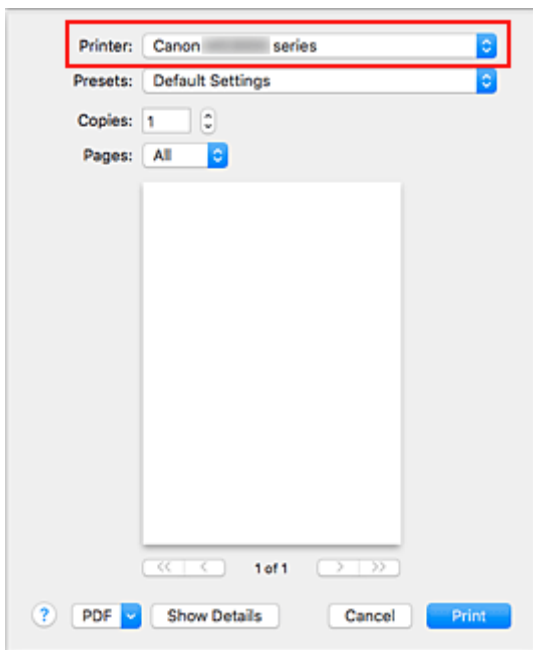 Printer: Canon series
Presets: Default Settings
Copies: 1
Pages: All
<< < 1 of 1 > >>
? PDF Show Details Cancel Print